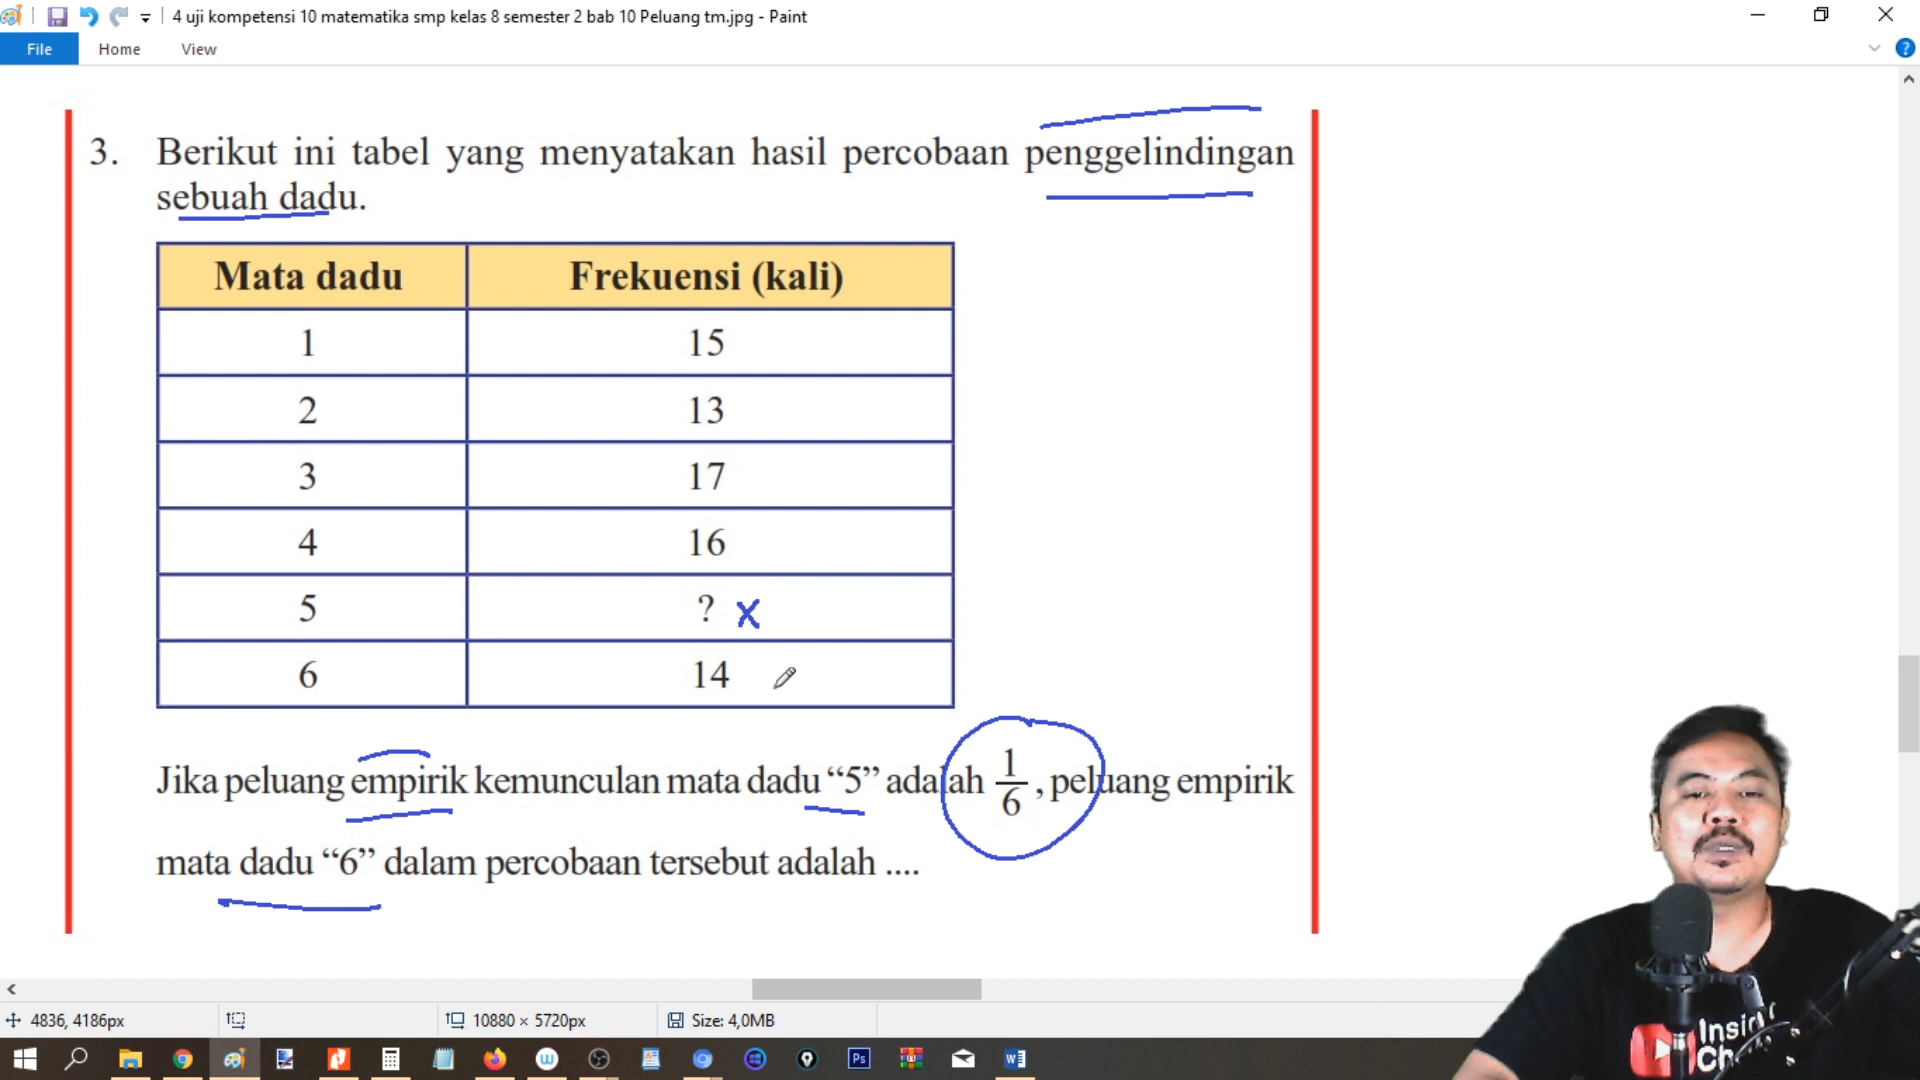 4 uji kompetensi 10 matematika smp kelas 8 semester 2 bab 10 Peluang tm.jpg - Paint
File Home View
3. Berikut ini tabel yang menyatakan hasil percobaan penggelindingan
sebuah dadu.
Mata dadu Frekuensi (kali)
1 15
2 13
3 17
4 16
5 ? x
6 14
Jika peluang empirik kemunculan mata dadu “5” adalah 1/6, peluang empirik
mata dadu “6” dalam percobaan tersebut adalah ....
4836, 4186px 10880 × 5720px Size: 4,0MB
Ps